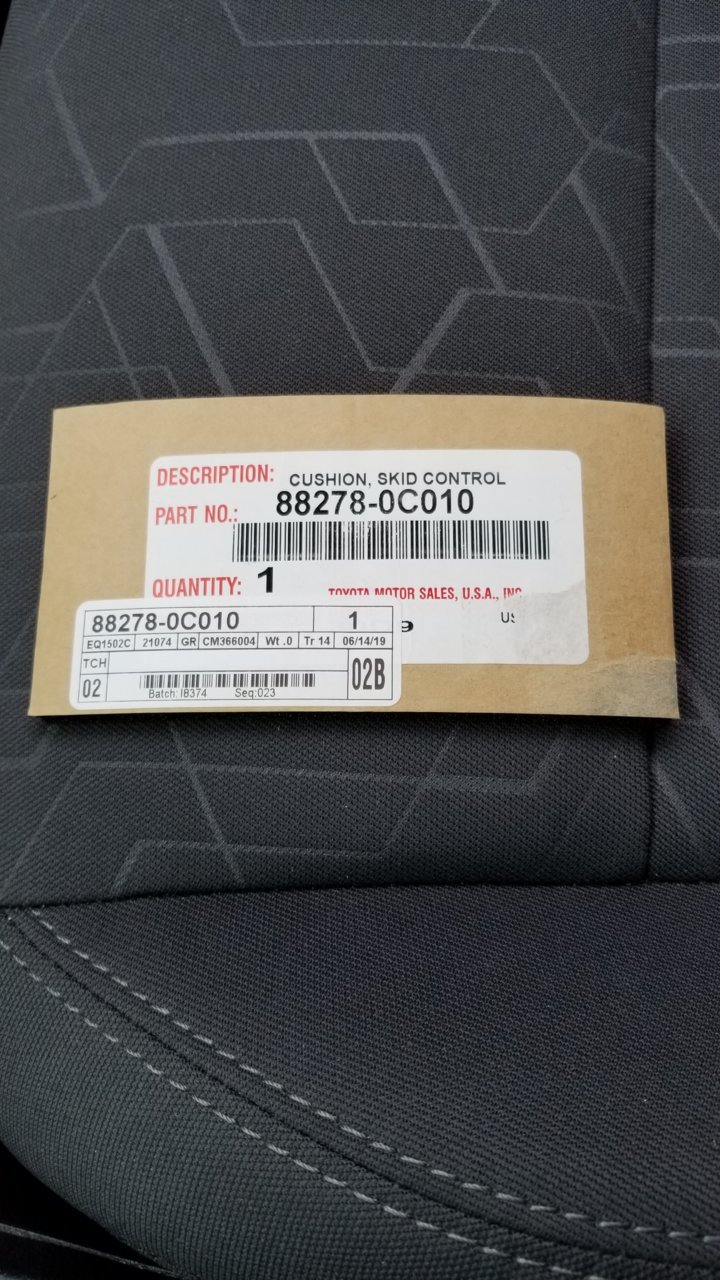 DESCRIPTION: CUSHION, SKID CONTROL
PART NO.: 88278-0C010
QUANTITY: 1 TOYOTA MOTOR SALES, U.S.A.,
88278-0C010 1
EQ1502C 21074 GR CM366004 Wt .0 Tr 14 06/14/19
TCH
02 02B
Batch: I8374 Seq:023